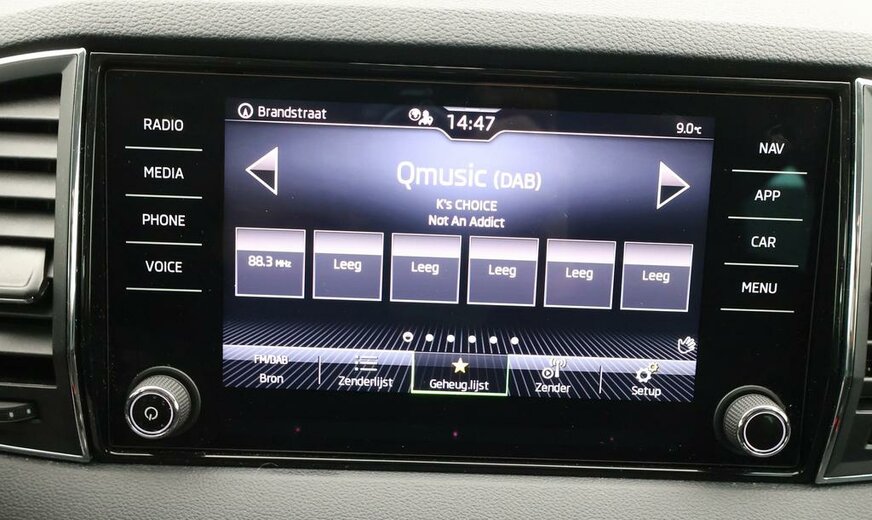 RADIO
MEDIA
PHONE
VOICE
Brandstraat
14:47
9.0°C
Qmusic (DAB)
K's CHOICE
Not An Addict
88.3 MHz
Leeg
Leeg
Leeg
Leeg
Leeg
FM/DAB
Bron
Zenderlijst
Geheug.lijst
Zender
Setup
NAV
APP
CAR
MENU